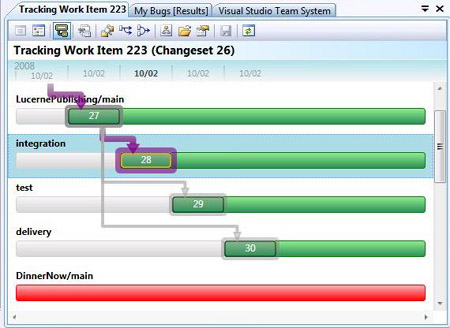 Tracking Work Item 223 My Bugs [Results] Visual Studio Team System
Tracking Work Item 223 (Changeset 26)
2008
10/02 10/02 10/02 10/02 10/02
LucernePublishing/main
27
integration
28
test
29
delivery
30
DinnerNow/main